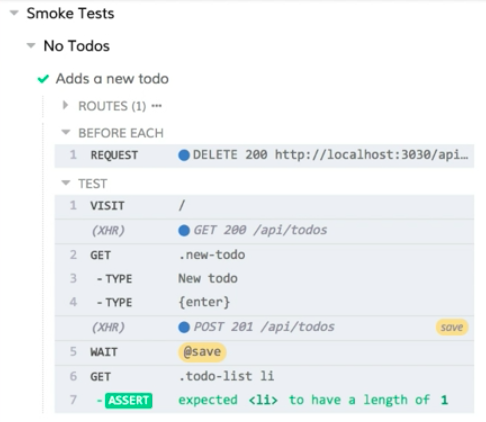 Smoke Tests
No Todos
Adds a new todo
ROUTES (1) •••
BEFORE EACH
1 REQUEST DELETE 200 http://localhost:3030/api…
TEST
1 VISIT /
(XHR) GET 200 /api/todos
2 GET .new-todo
3 - TYPE New todo
4 - TYPE {enter}
(XHR) POST 201 /api/todos save
5 WAIT @save
6 GET .todo-list li
7 - ASSERT expected <li> to have a length of 1